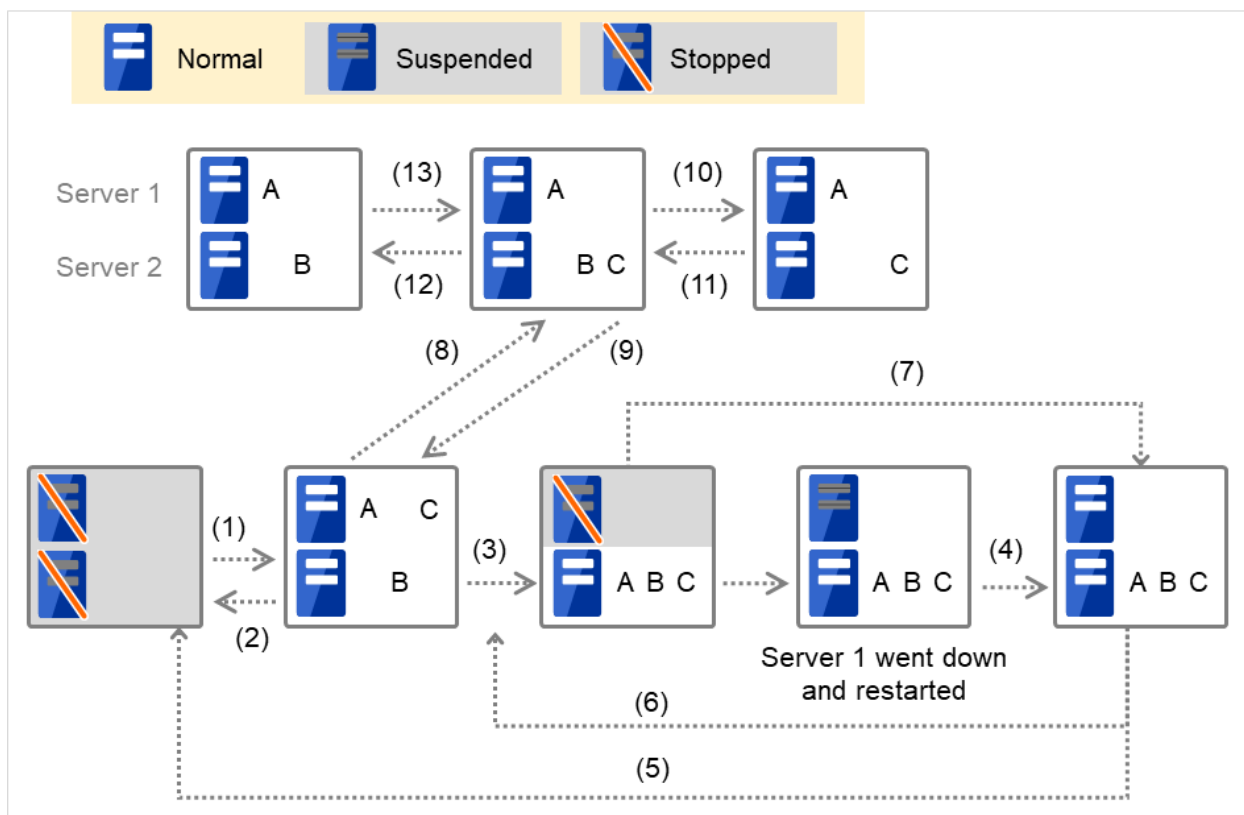 Normal
Suspended
Stopped
Server 1
Server 2
A
B
(13)
(12)
A
B C
(10)
(11)
A
C
(8)
(9)
(7)
(1)
(2)
A C
B
(3)
A B C
A B C
(4)
A B C
Server 1 went down
and restarted
(6)
(5)